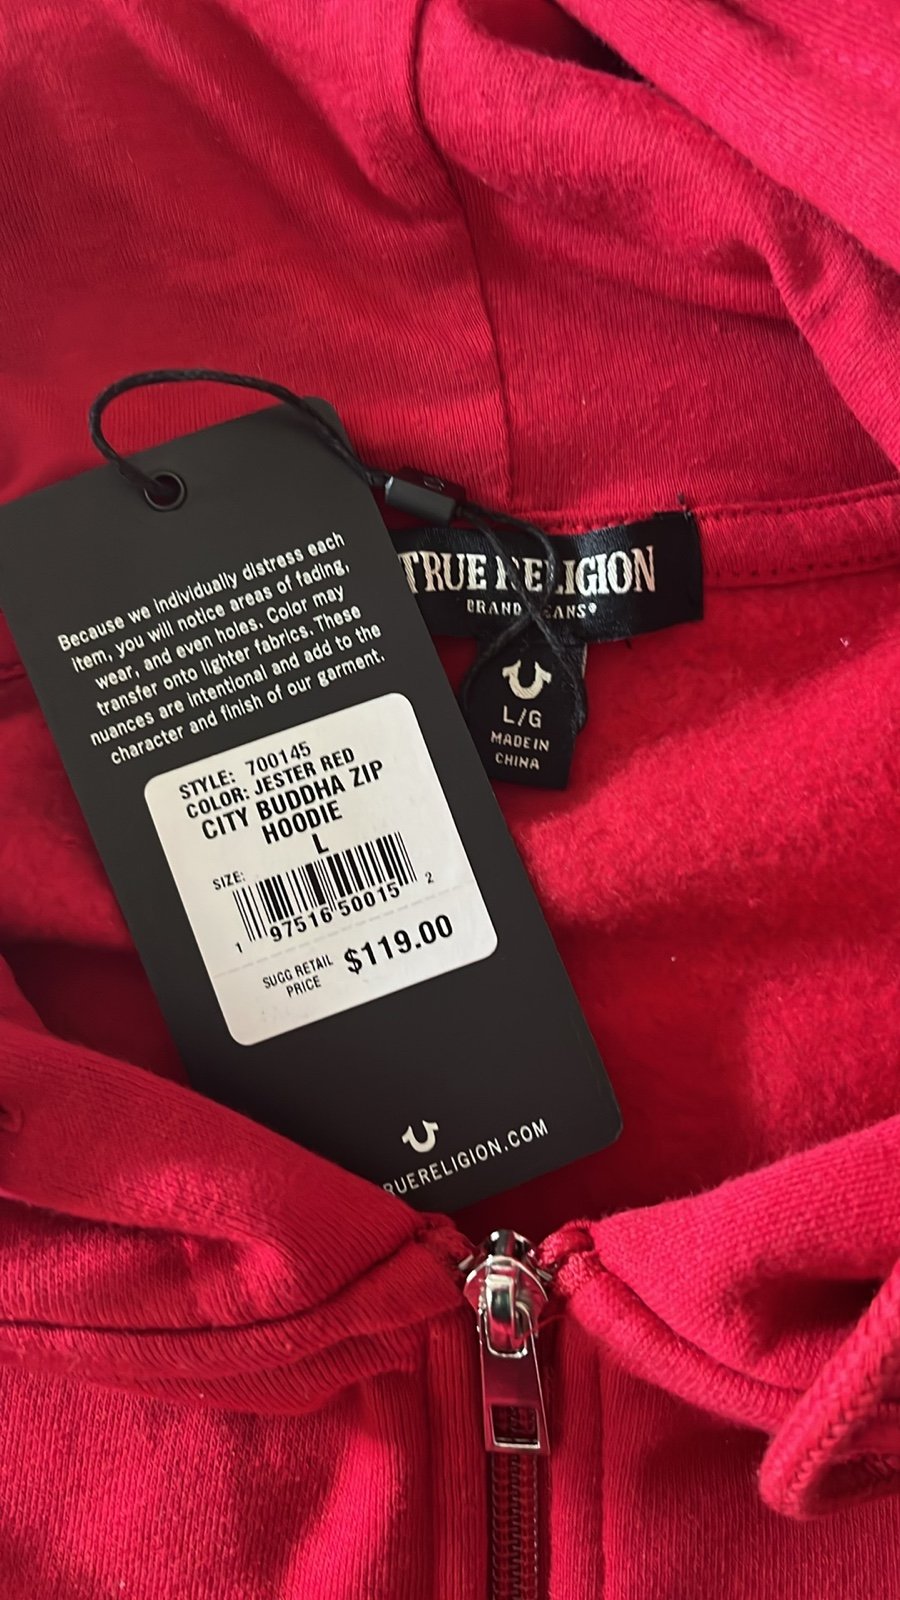 Because we individually distress each
item, you will notice areas of fading,
wear, and even holes. Color may
transfer onto lighter fabrics. These
nuances are intentional and add to the
character and finish of our garment.
STYLE: 700145
COLOR: JESTER RED
CITY BUDDHA ZIP
HOODIE
SIZE: L
1 97516 50015 2
SUGG RETAIL
PRICE $119.00
RUERELIGION.COM
TRUE RELIGION
BRAND JEANS®
L/G
MADE IN
CHINA